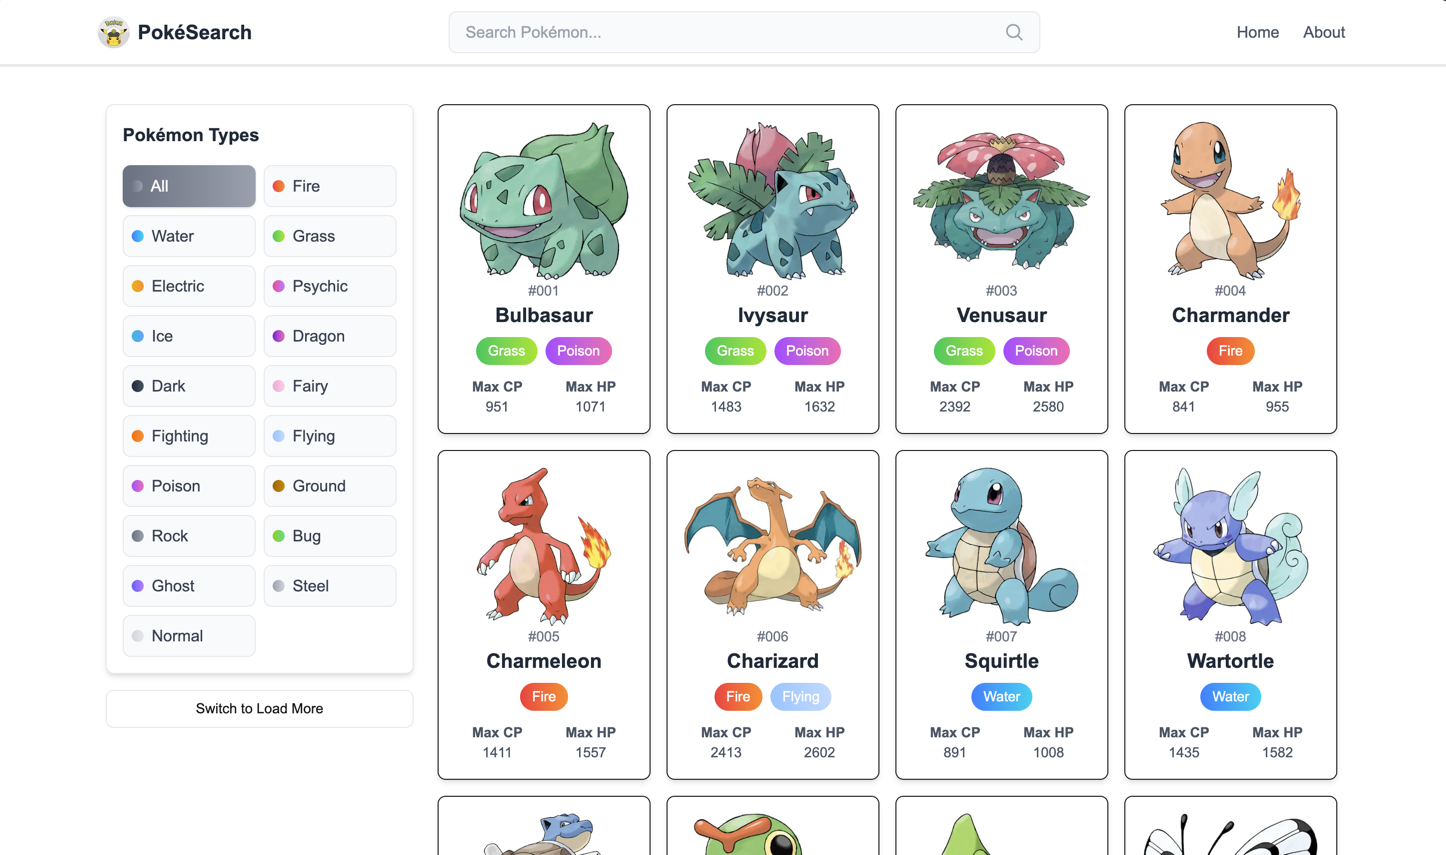 PokéSearch
Search Pokémon...
Home
About
Pokémon Types
All
Fire
Water
Grass
Electric
Psychic
Ice
Dragon
Dark
Fairy
Fighting
Flying
Poison
Ground
Rock
Bug
Ghost
Steel
Normal
Switch to Load More
#001
Bulbasaur
Grass Poison
Max CP Max HP
951 1071
#002
Ivysaur
Grass Poison
Max CP Max HP
1483 1632
#003
Venusaur
Grass Poison
Max CP Max HP
2392 2580
#004
Charmander
Fire
Max CP Max HP
841 955
#005
Charmeleon
Fire
Max CP Max HP
1411 1557
#006
Charizard
Fire Flying
Max CP Max HP
2413 2602
#007
Squirtle
Water
Max CP Max HP
891 1008
#008
Wartortle
Water
Max CP Max HP
1435 1582